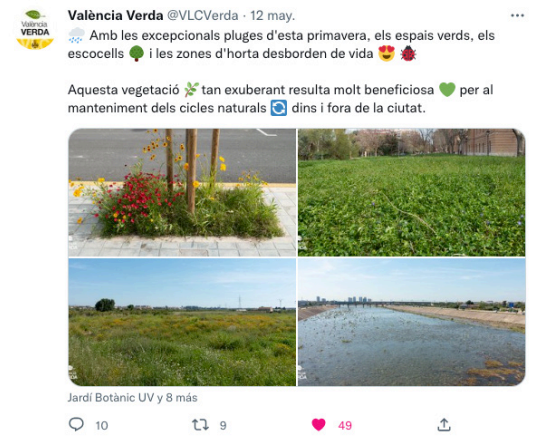 València
VERDA
València Verda @VLCVerda · 12 may.
🌧️ Amb les excepcionals pluges d'esta primavera, els espais verds, els
escocells 🌳 i les zones d'horta desborden de vida 😍 🐞
Aquesta vegetació 🌿 tan exuberant resulta molt beneficiosa 💚 per al
manteniment dels cicles naturals 🔄 dins i fora de la ciutat.
Jardí Botànic UV y 8 más
10 9 49